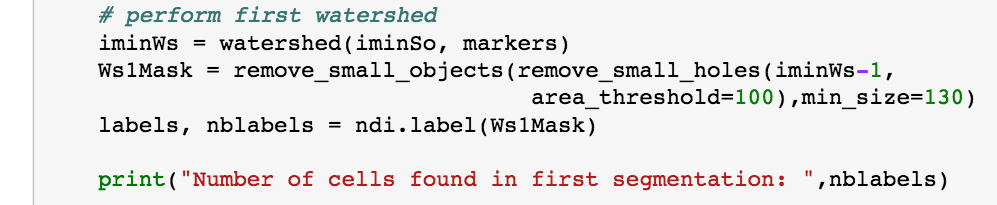 # perform first watershed
iminWs = watershed(iminSo, markers)
Ws1Mask = remove_small_objects(remove_small_holes(iminWs-1,
area_threshold=100),min_size=130)
labels, nblabels = ndi.label(Ws1Mask)
print("Number of cells found in first segmentation: ",nblabels)